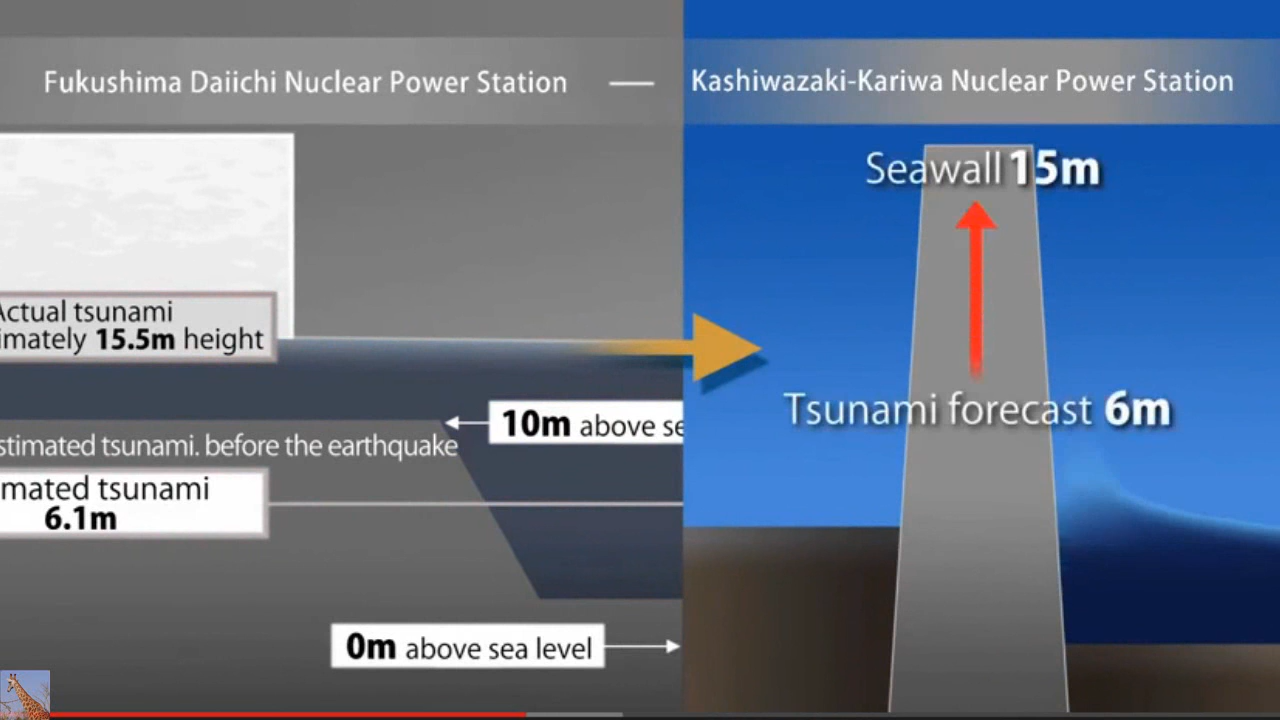 Fukushima Daiichi Nuclear Power Station
Actual tsunami
imately 15.5m height
10m above se
stimated tsunami. before the earthquake
mated tsunami
6.1m
0m above sea level
Kashiwazaki-Kariwa Nuclear Power Station
Seawall 15m
Tsunami forecast 6m